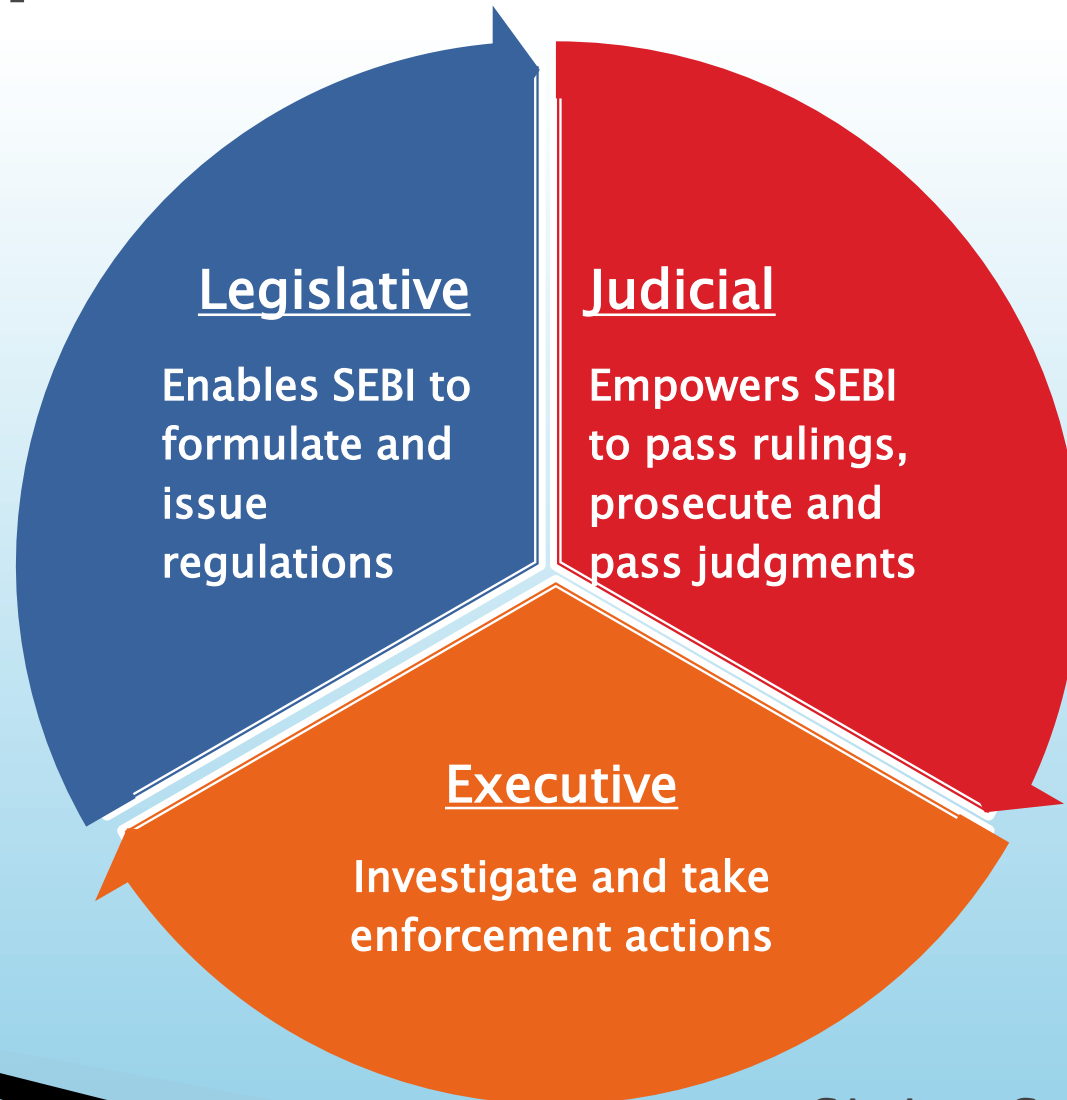 Legislative
Enables SEBI to
formulate and
issue
regulations
Judicial
Empowers SEBI
to pass rulings,
prosecute and
pass judgments
Executive
Investigate and take
enforcement actions